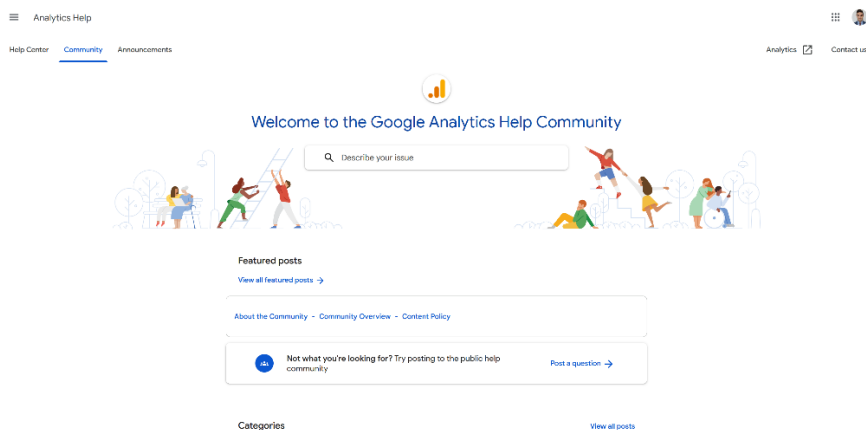 Analytics Help
Help Center
Community
Announcements
Analytics
Welcome to the Google Analytics Help Community
Describe your issue
Featured posts
View all featured posts
About the Community - Community Overview - Content Policy
Not what you're looking for? Try posting to the public help
community
Post a question
Categories
View all posts